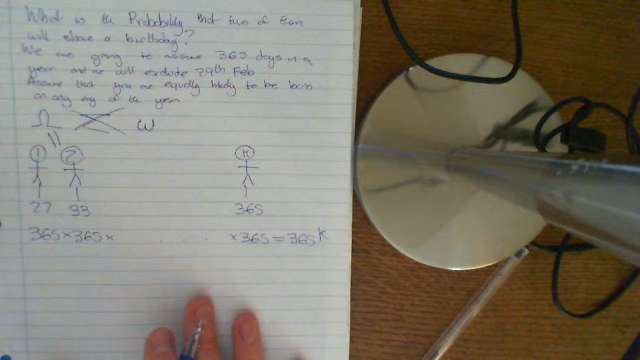 What is the Probability that two of them
will share a birthday?
We are going to assume 365 days in a
year and we will exclude 29th Feb
Assume that you are equally likely to be born
on any day of the year
Ω ω
1 2 K
27 33 365
365×365× . . . . ×365=365^K